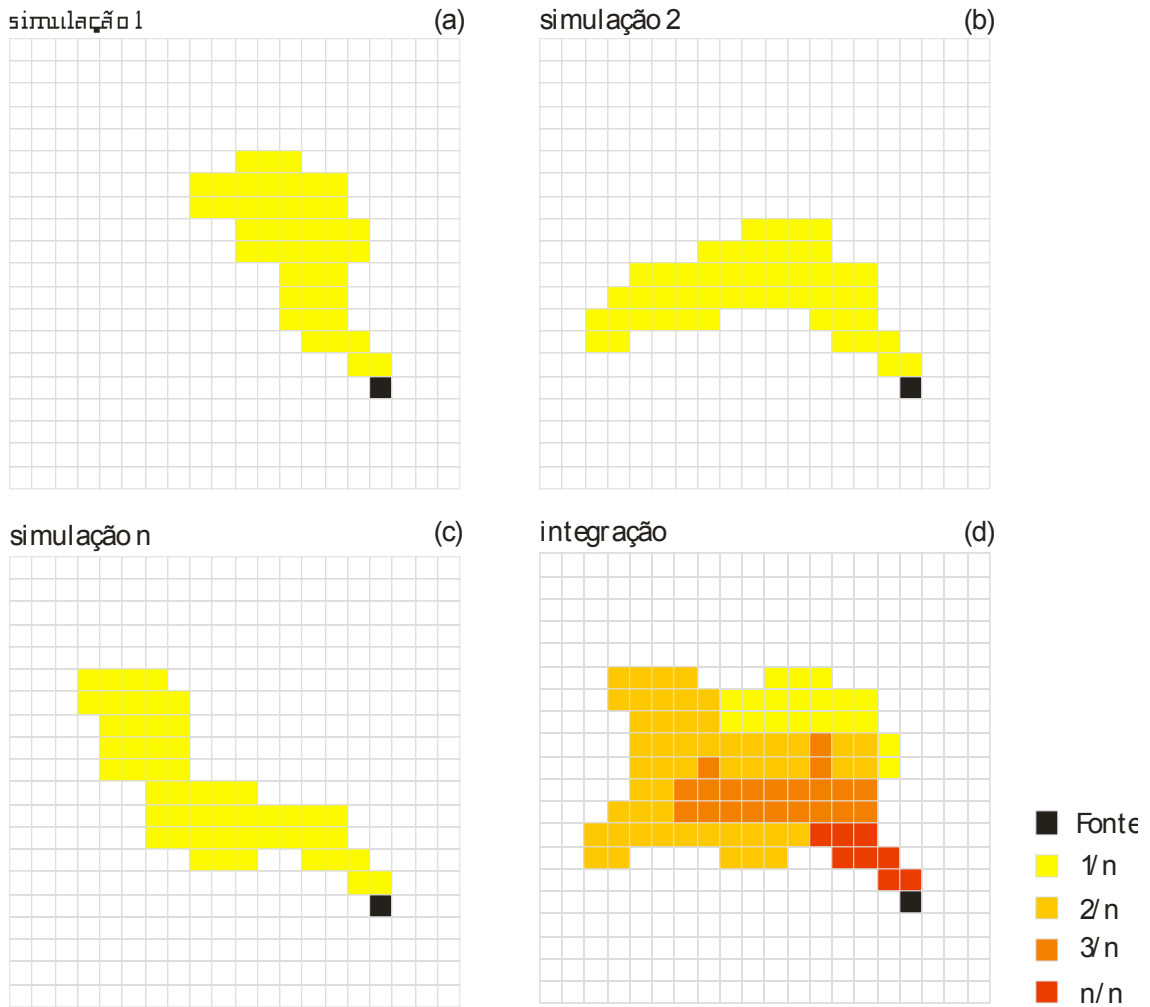 simulação 1 (a)
simulação 2 (b)
simulação n (c)
integração (d)
Fonte
1/n
2/n
3/n
n/n